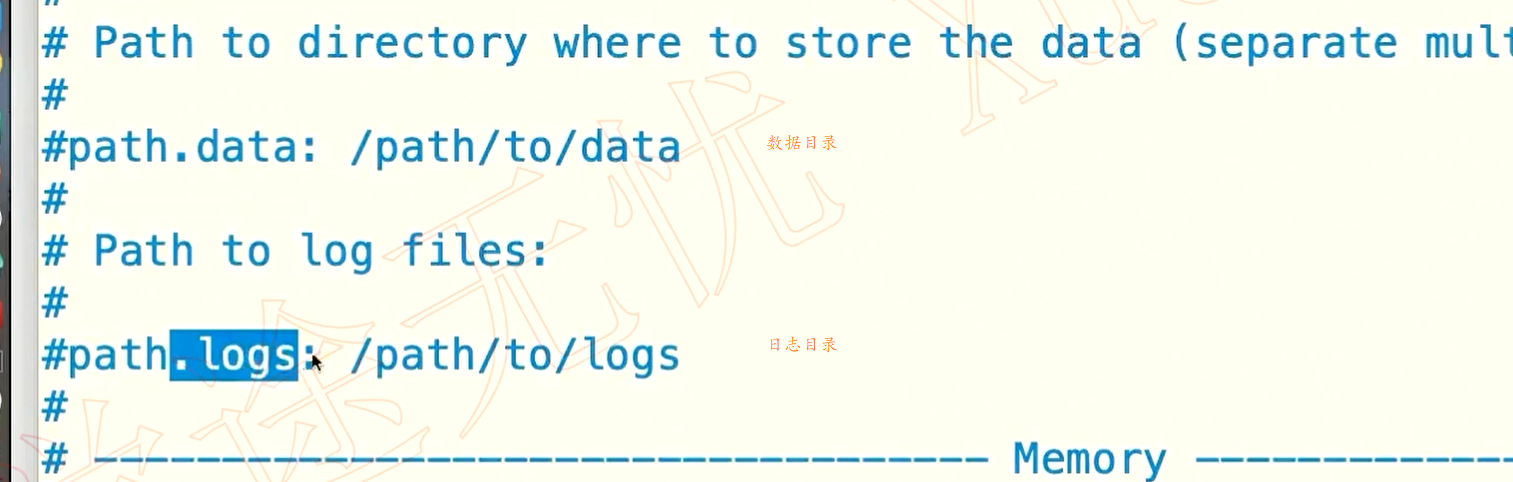 #
# Path to directory where to store the data (separate mult
#
#path.data: /path/to/data 数据目录
#
# Path to log files:
#
#path.logs: /path/to/logs 日志目录
#
# ----------------------------------- Memory -------------